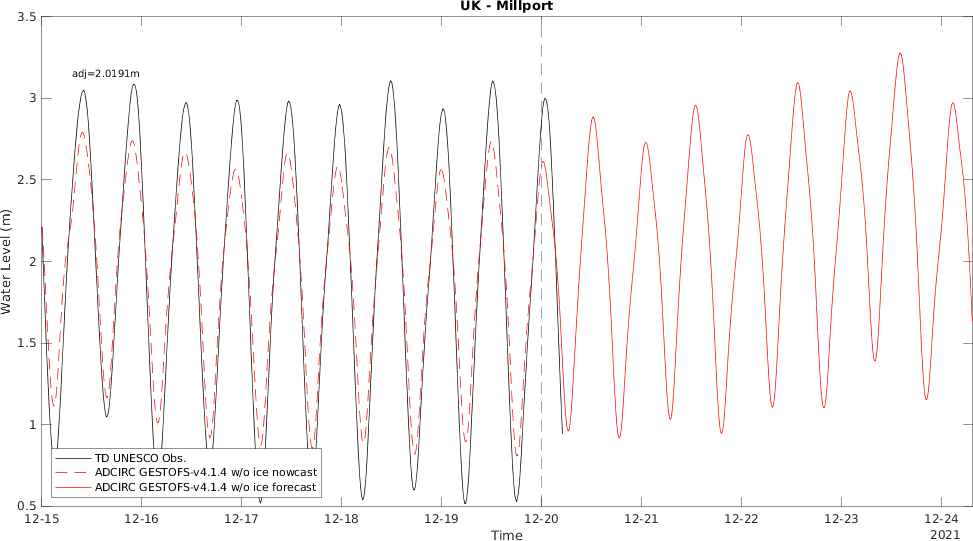 UK - Millport
adj=2.0191m
3.5
3
2.5
2
1.5
1
0.5
Water Level (m)
TD UNESCO Obs.
ADCIRC GESTOFS-v4.1.4 w/o ice nowcast
ADCIRC GESTOFS-v4.1.4 w/o ice forecast
12-15 12-16 12-17 12-18 12-19 12-20 12-21 12-22 12-23 12-24
Time
2021